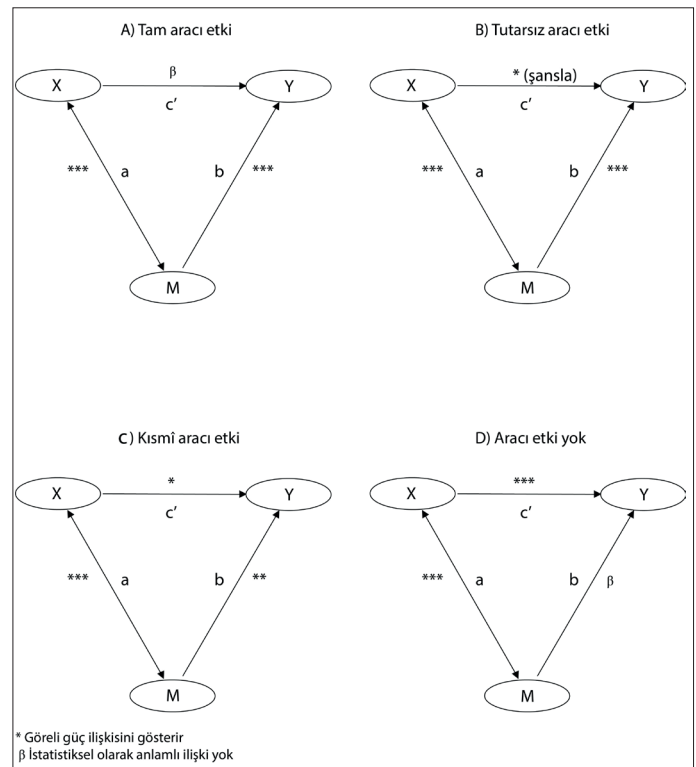 A) Tam aracı etki
X
β
c′
Y
***
a
b
***
M
B) Tutarsız aracı etki
X
* (şansla)
c′
Y
***
a
b
***
M
C) Kısmî aracı etki
X
*
c′
Y
***
a
b
**
M
D) Aracı etki yok
X
***
c′
Y
***
a
b
β
M
* Göreli güç ilişkisini gösterir
β İstatistiksel olarak anlamlı ilişki yok